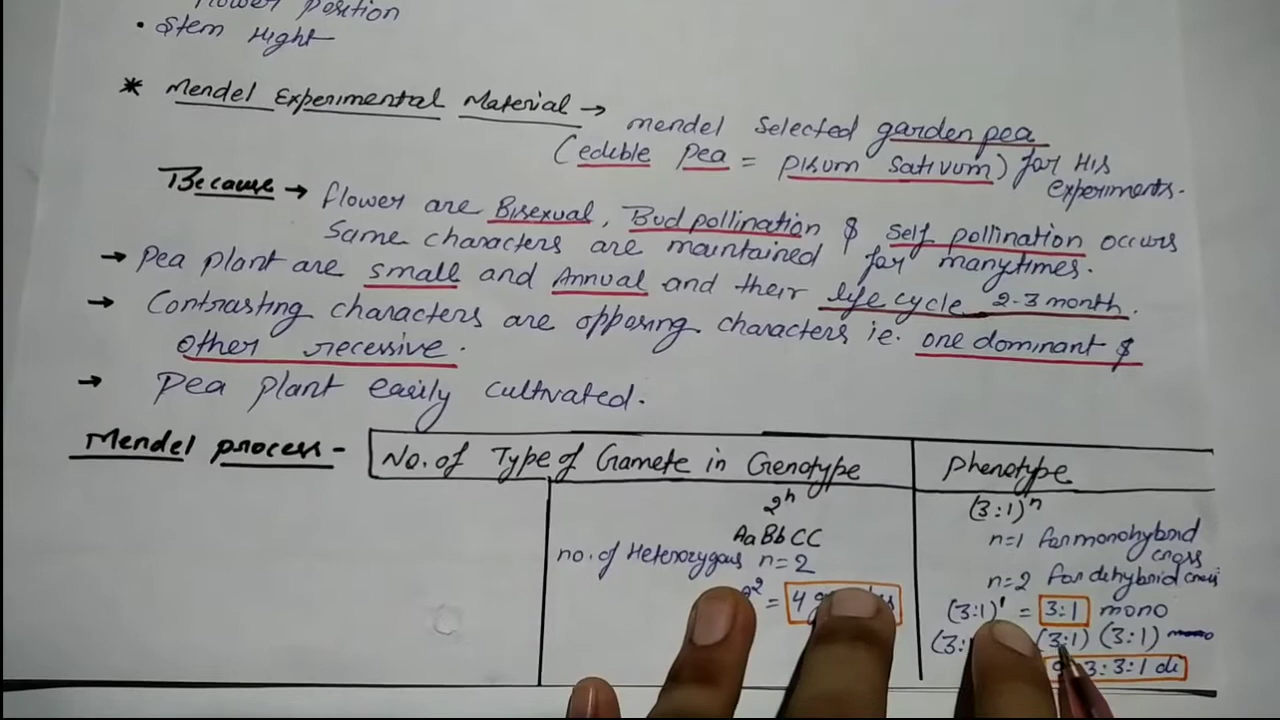 Flower position
• Stem Hight
* Mendel Experimental Material →
mendel selected garden pea
(edible pea = pisum sativum) for His
experiments.
Because → flower are Bisexual, Bud pollination $ self pollination occurs
Same characters are maintained for manytimes.
→ Pea plant are small and Annual and their life cycle 2-3 month.
→ Contrasting characters are opposing characters ie. one dominant $
other recessive.
→ Pea plant easily cultivated.
Mendel process-
No. of Type of Gamete in Genotype
Phenotype
2ⁿ
AaBbCC
no. of Heterozygous n=2
2 = 4
(3:1)ⁿ
n=1 for monohybrid
cross
n=2 for dehybrid cross
(3:1)¹ = 3:1 mono
(3:1) (3:1)
3:3:1 di